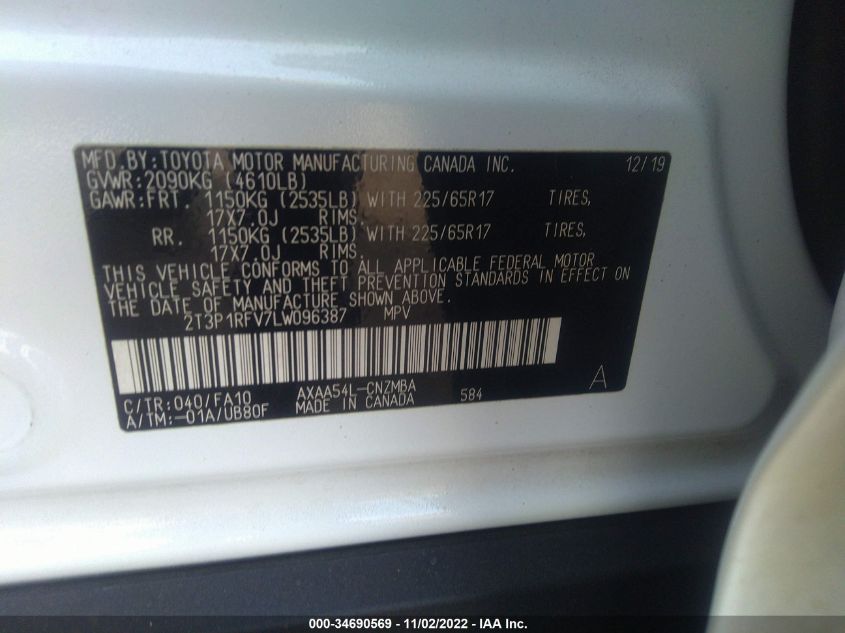 MFD.BY:TOYOTA MOTOR MANUFACTURING CANADA INC. 12/19
GVWR:2090KG (4610LB)
GAWR:FRT. 1150KG (2535LB) WITH 225/65R17 TIRES,
17X7.0J RIMS.
RR. 1150KG (2535LB) WITH 225/65R17 TIRES,
17X7.0J RIMS.
THIS VEHICLE CONFORMS TO ALL APPLICABLE FEDERAL MOTOR
VEHICLE SAFETY AND THEFT PREVENTION STANDARDS IN EFFECT ON
THE DATE OF MANUFACTURE SHOWN ABOVE.
2T3P1RFV7LW096387 MPV
C/TR:040/FA10 AXAA54L-CNZMBA 584 A
A/TM:-01A/UB80F MADE IN CANADA
000-34690569 - 11/02/2022 - IAA Inc.